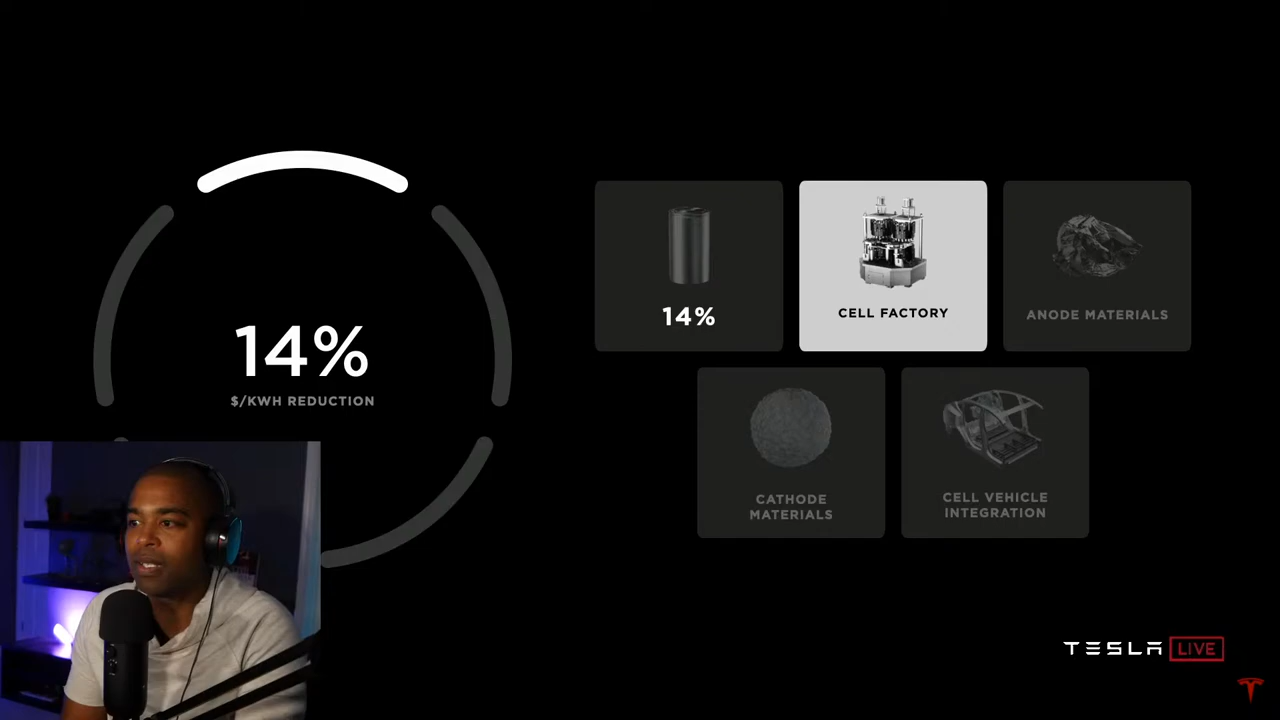 14%
$/KWH REDUCTION
14%
CELL FACTORY
ANODE MATERIALS
CATHODE
MATERIALS
CELL VEHICLE
INTEGRATION
TESLA LIVE